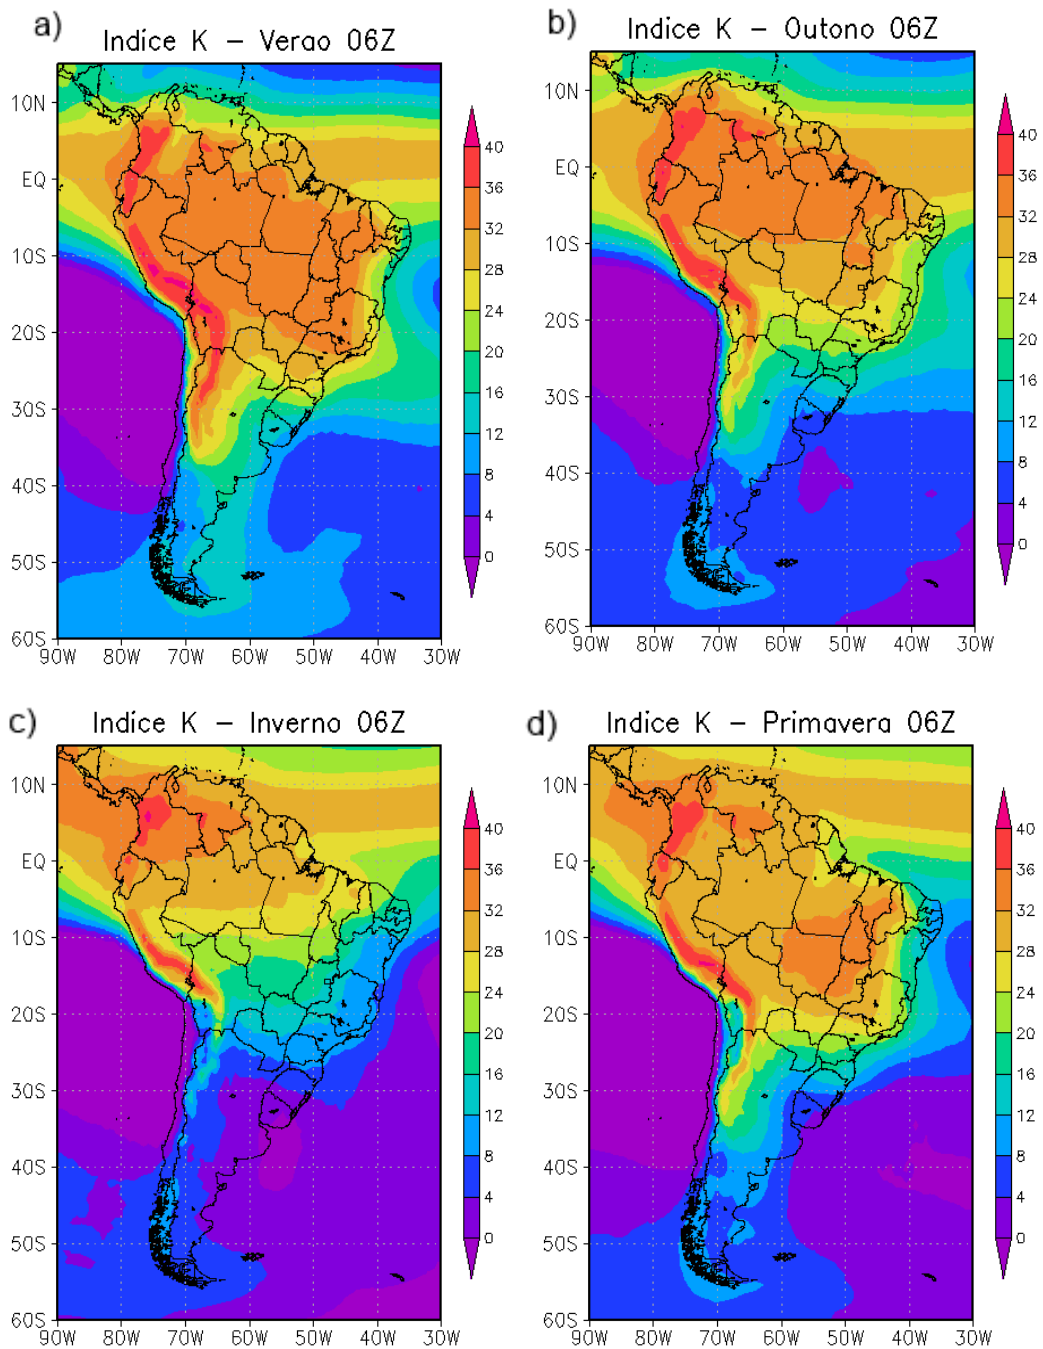 a)
Indice K – Verao 06Z
10N
EQ
10S
20S
30S
40S
50S
60S
90W 80W 70W 60W 50W 40W 30W
40
36
32
28
24
20
16
12
8
4
0
b)
Indice K – Outono 06Z
10N
EQ
10S
20S
30S
40S
50S
60S
90W 80W 70W 60W 50W 40W 30W
40
36
32
28
24
20
16
12
8
4
0
c)
Indice K – Inverno 06Z
10N
EQ
10S
20S
30S
40S
50S
60S
90W 80W 70W 60W 50W 40W 30W
40
36
32
28
24
20
16
12
8
4
0
d)
Indice K – Primavera 06Z
10N
EQ
10S
20S
30S
40S
50S
60S
90W 80W 70W 60W 50W 40W 30W
40
36
32
28
24
20
16
12
8
4
0